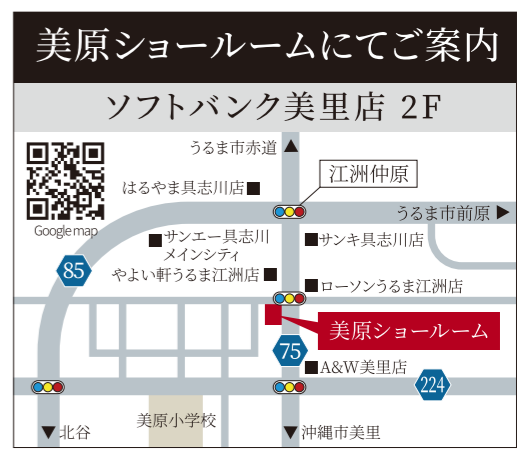 美原ショールームにてご案内
ソフトバンク美里店 2F
うるま市赤道▲
江洲仲原
はるやま具志川店■
うるま市前原▶
Google map
■サンエー具志川
メインシティ
■サンキ具志川店
85
やよい軒うるま江洲店■
■ローソンうるま江洲店
美原ショールーム
75
■A&W美里店
224
美原小学校
▼北谷
▼沖縄市美里